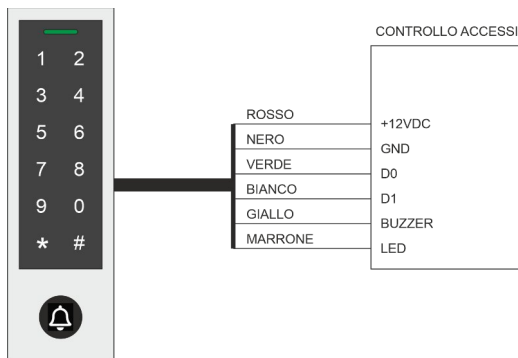 CONTROLLO ACCESSI
1 2
3 4
5 6
7 8
9 0
* #
ROSSO +12VDC
NERO GND
VERDE D0
BIANCO D1
GIALLO BUZZER
MARRONE LED